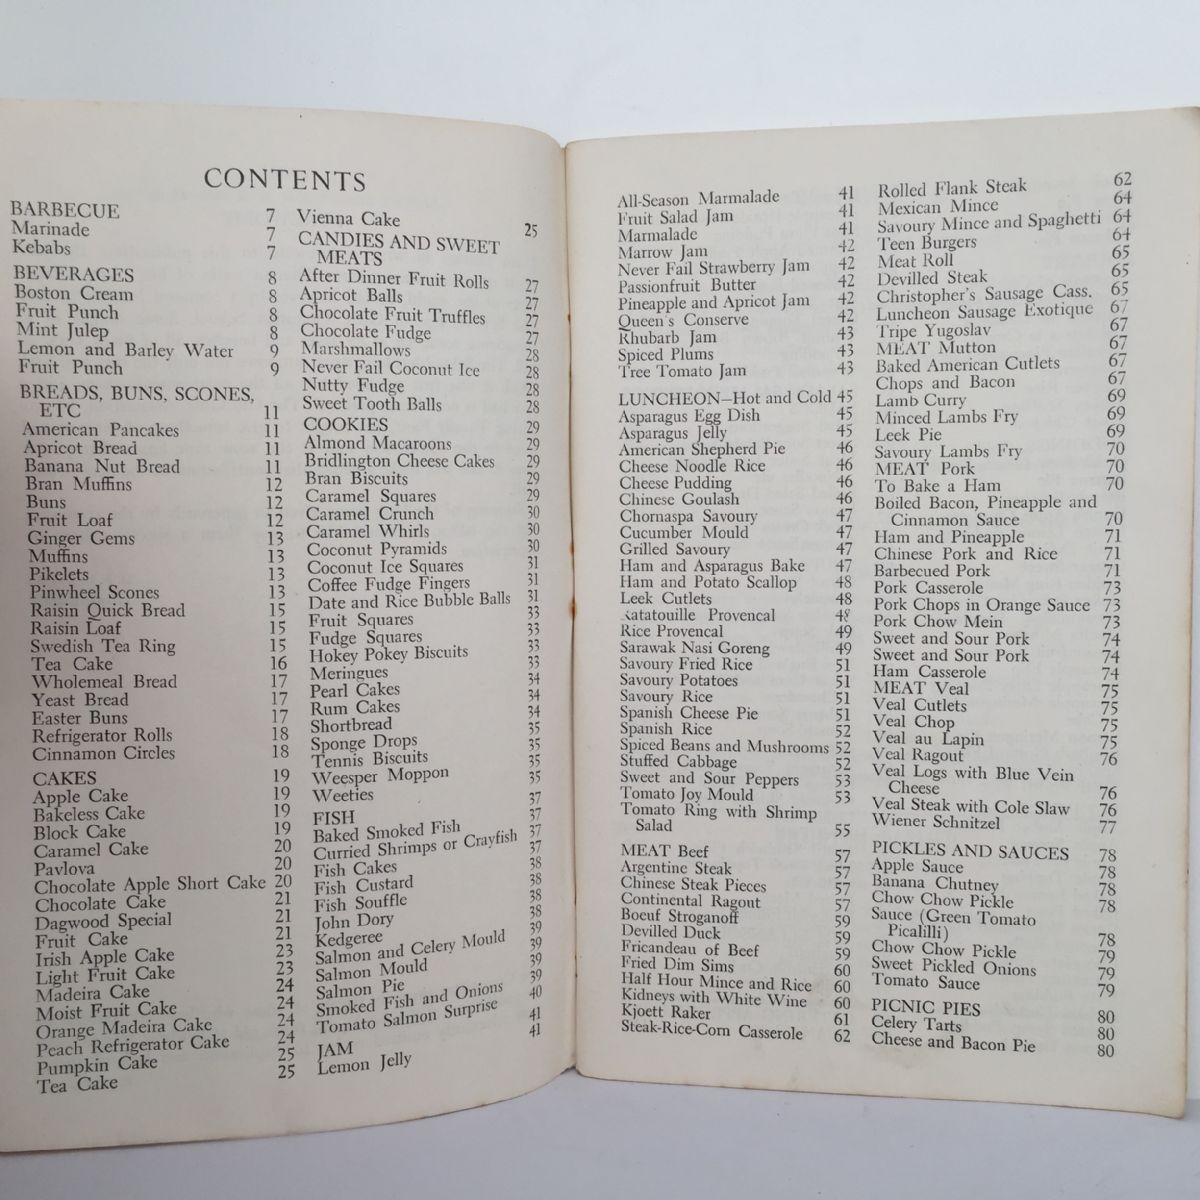 CONTENTS
BARBECUE 7
Marinade 7
Kebabs 7
BEVERAGES 8
Boston Cream 8
Fruit Punch 8
Mint Julep 8
Lemon and Barley Water 9
Fruit Punch 9
BREADS, BUNS, SCONES,
ETC 11
American Pancakes 11
Apricot Bread 11
Banana Nut Bread 11
Bran Muffins 12
Buns 12
Fruit Loaf 12
Ginger Gems 13
Muffins 13
Pikelets 13
Pinwheel Scones 13
Raisin Quick Bread 15
Raisin Loaf 15
Swedish Tea Ring 15
Tea Cake 16
Wholemeal Bread 17
Yeast Bread 17
Easter Buns 17
Refrigerator Rolls 18
Cinnamon Circles 18
CAKES 19
Apple Cake 19
Bakeless Cake 19
Block Cake 19
Caramel Cake 20
Pavlova 20
Chocolate Apple Short Cake 20
Chocolate Cake 21
Dagwood Special 21
Fruit Cake 21
Irish Apple Cake 23
Light Fruit Cake 23
Madeira Cake 24
Moist Fruit Cake 24
Orange Madeira Cake 24
Peach Refrigerator Cake 24
Pumpkin Cake 25
Tea Cake 25
Vienna Cake 25
CANDIES AND SWEET
MEATS
After Dinner Fruit Rolls 27
Apricot Balls 27
Chocolate Fruit Truffles 27
Chocolate Fudge 27
Marshmallows 28
Never Fail Coconut Ice 28
Nutty Fudge 28
Sweet Tooth Balls 28
COOKIES 29
Almond Macaroons 29
Bridlington Cheese Cakes 29
Bran Biscuits 29
Caramel Squares 29
Caramel Crunch 30
Caramel Whirls 30
Coconut Pyramids 30
Coconut Ice Squares 31
Coffee Fudge Fingers 31
Date and Rice Bubble Balls 31
Fruit Squares 33
Fudge Squares 33
Hokey Pokey Biscuits 33
Meringues 33
Pearl Cakes 34
Rum Cakes 34
Shortbread 34
Sponge Drops 35
Tennis Biscuits 35
Weesper Moppon 35
Weeties 35
FISH 37
Baked Smoked Fish 37
Curried Shrimps or Crayfish 37
Fish Cakes 37
Fish Custard 38
Fish Souffle 38
John Dory 38
Kedgeree 38
Salmon and Celery Mould 39
Salmon Mould 39
Salmon Pie 39
Smoked Fish and Onions 39
Tomato Salmon Surprise 40
JAM 41
Lemon Jelly 41
All-Season Marmalade 41
Fruit Salad Jam 41
Marmalade 41
Marrow Jam 42
Never Fail Strawberry Jam 42
Passionfruit Butter 42
Pineapple and Apricot Jam 42
Queen's Conserve 42
Rhubarb Jam 43
Spiced Plums 43
Tree Tomato Jam 43
LUNCHEON—Hot and Cold 45
Asparagus Egg Dish 45
Asparagus Jelly 45
American Shepherd Pie 46
Cheese Noodle Rice 46
Cheese Pudding 46
Chinese Goulash 46
Chornaspa Savoury 47
Cucumber Mould 47
Grilled Savoury 47
Ham and Asparagus Bake 47
Ham and Potato Scallop 48
Leek Cutlets 48
Ratatouille Provencal 48
Rice Provencal 49
Sarawak Nasi Goreng 49
Savoury Fried Rice 51
Savoury Potatoes 51
Savoury Rice 51
Spanish Cheese Pie 51
Spanish Rice 52
Spiced Beans and Mushrooms 52
Stuffed Cabbage 52
Sweet and Sour Peppers 53
Tomato Joy Mould 53
Tomato Ring with Shrimp
Salad 55
MEAT Beef 57
Argentine Steak 57
Chinese Steak Pieces 57
Continental Ragout 57
Boeuf Stroganoff 59
Devilled Duck 59
Fricandeau of Beef 59
Fried Dim Sims 60
Half Hour Mince and Rice 60
Kidneys with White Wine 60
Kjoett Raker 61
Steak-Rice-Corn Casserole 62
Rolled Flank Steak 62
Mexican Mince 64
Savoury Mince and Spaghetti 64
Teen Burgers 64
Meat Roll 65
Devilled Steak 65
Christopher's Sausage Cass. 65
Luncheon Sausage Exotique 67
Tripe Yugoslav 67
MEAT Mutton 67
Baked American Cutlets 67
Chops and Bacon 67
Lamb Curry 69
Minced Lambs Fry 69
Leek Pie 69
Savoury Lambs Fry 70
MEAT Pork 70
To Bake a Ham 70
Boiled Bacon, Pineapple and
Cinnamon Sauce 70
Ham and Pineapple 71
Chinese Pork and Rice 71
Barbecued Pork 71
Pork Casserole 73
Pork Chops in Orange Sauce 73
Pork Chow Mein 73
Sweet and Sour Pork 74
Sweet and Sour Pork 74
Ham Casserole 74
MEAT Veal 75
Veal Cutlets 75
Veal Chop 75
Veal au Lapin 75
Veal Ragout 76
Veal Logs with Blue Vein
Cheese 76
Veal Steak with Cole Slaw 76
Wiener Schnitzel 77
PICKLES AND SAUCES 78
Apple Sauce 78
Banana Chutney 78
Chow Chow Pickle 78
Sauce (Green Tomato
Picalilli) 78
Chow Chow Pickle 79
Sweet Pickled Onions 79
Tomato Sauce 79
PICNIC PIES 80
Celery Tarts 80
Cheese and Bacon Pie 80